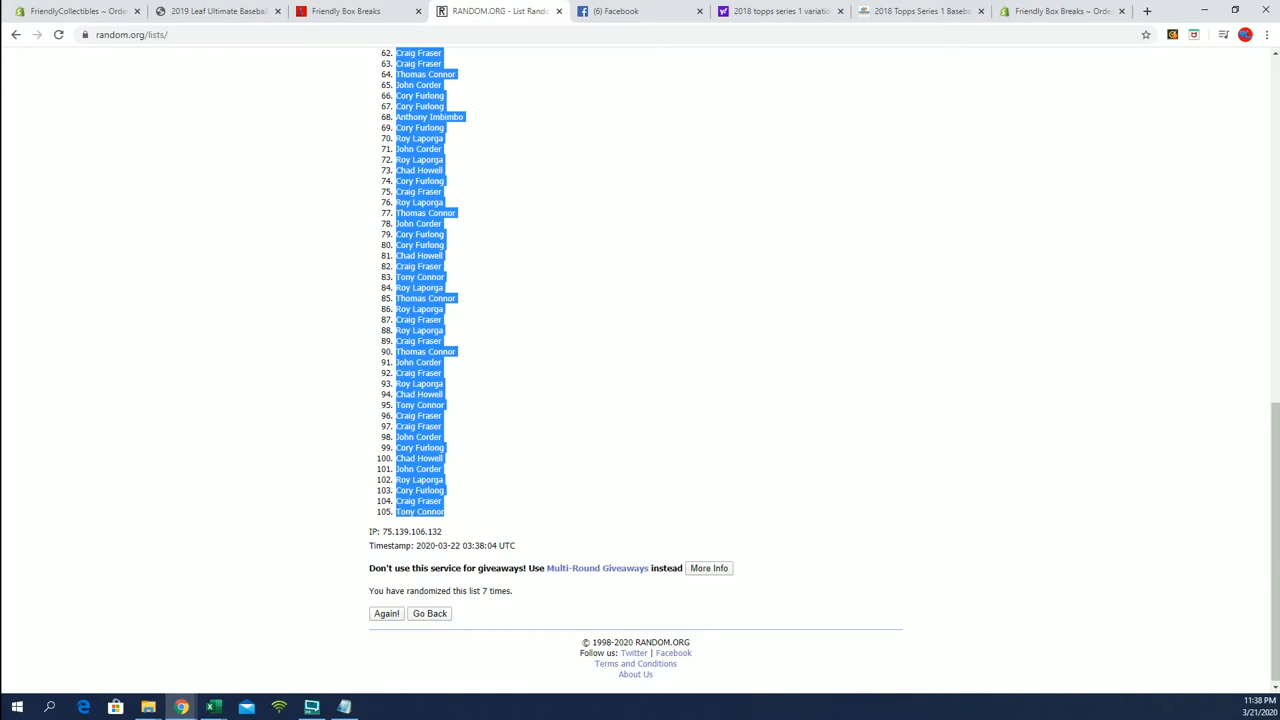 FriendlyCollectibles ~ Orde
2019 Leaf Ultimate Baseball
Friendly Box Breaks
RANDOM.ORG - List Rando
(6) Facebook
2018 topps series 1 variatio
2018 Topps Series 1 Baseba
Friendly Box Breaks ~ Orde
random.org/lists/
62. Craig Fraser
63. Craig Fraser
64. Thomas Connor
65. John Corder
66. Cory Furlong
67. Cory Furlong
68. Anthony Imbimbo
69. Cory Furlong
70. Roy Laporga
71. John Corder
72. Roy Laporga
73. Chad Howell
74. Cory Furlong
75. Craig Fraser
76. Roy Laporga
77. Thomas Connor
78. John Corder
79. Cory Furlong
80. Cory Furlong
81. Chad Howell
82. Craig Fraser
83. Tony Connor
84. Roy Laporga
85. Thomas Connor
86. Roy Laporga
87. Craig Fraser
88. Roy Laporga
89. Craig Fraser
90. Thomas Connor
91. John Corder
92. Craig Fraser
93. Roy Laporga
94. Chad Howell
95. Tony Connor
96. Craig Fraser
97. Craig Fraser
98. John Corder
99. Cory Furlong
100. Chad Howell
101. John Corder
102. Roy Laporga
103. Cory Furlong
104. Craig Fraser
105. Tony Connor
IP: 75.139.106.132
Timestamp: 2020-03-22 03:38:04 UTC
Don't use this service for giveaways! Use Multi-Round Giveaways instead More Info
You have randomized this list 7 times.
Again! Go Back
© 1998-2020 RANDOM.ORG
Follow us: Twitter | Facebook
Terms and Conditions
About Us
11:38 PM
3/21/2020